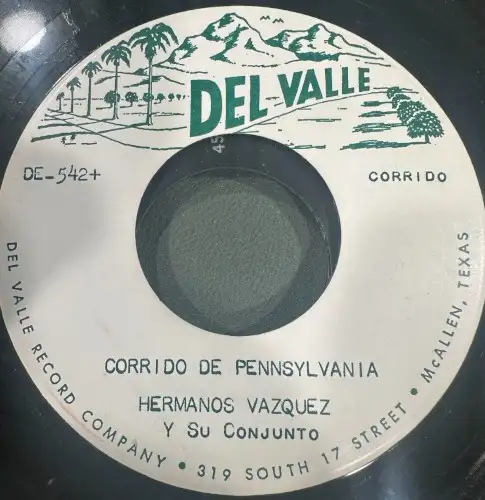 DEL VALLE
45
DE-542+
CORRIDO
CORRIDO DE PENNSYLVANIA
HERMANOS VAZQUEZ
Y SU CONJUNTO
DEL VALLE RECORD COMPANY • 319 SOUTH 17 STREET • McALLEN, TEXAS